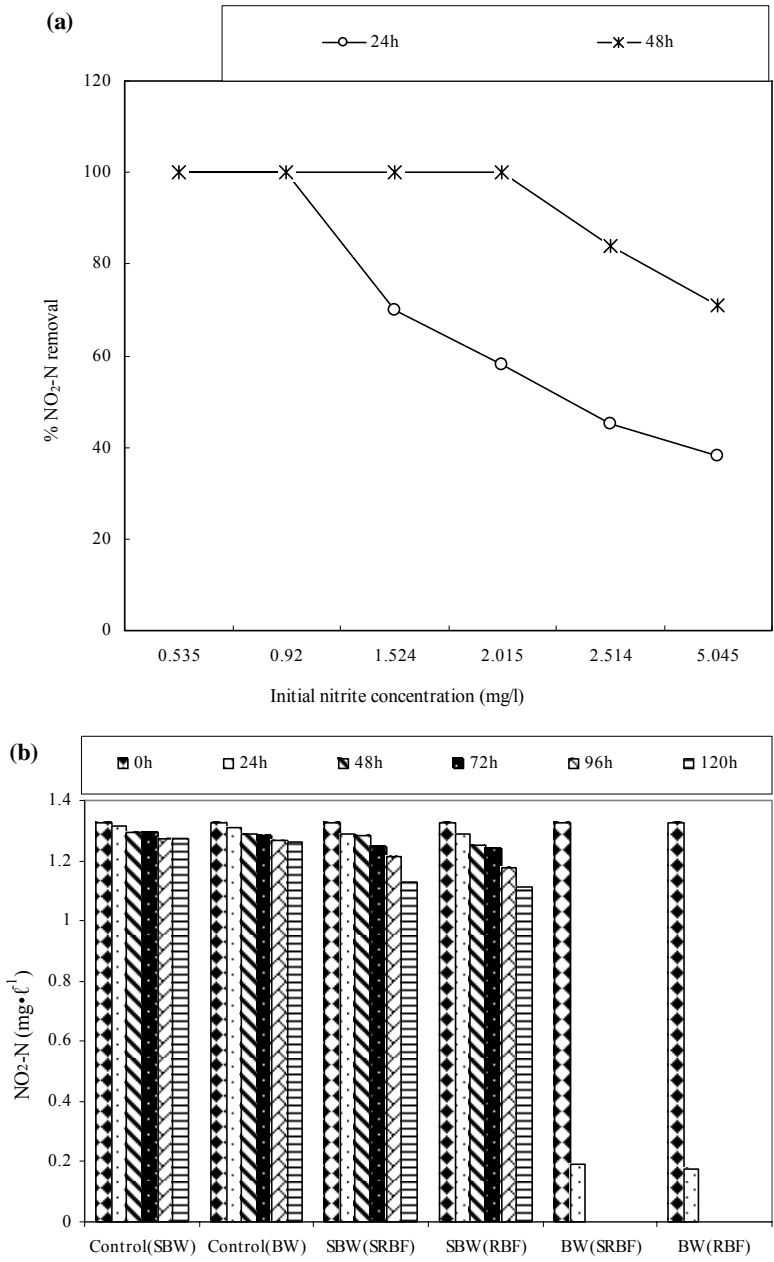 (a)
24h 48h
120
100
80
60
40
20
0
% NO₂-N removal
0.535 0.92 1.524 2.015 2.514 5.045
Initial nitrite concentration (mg/l)
(b)
0h 24h 48h 72h 96h 120h
1.4
1.2
1
0.8
0.6
0.4
0.2
0
NO₂-N (mg•ℓ⁻¹)
Control(SBW) Control(BW) SBW(SRBF) SBW(RBF) BW(SRBF) BW(RBF)